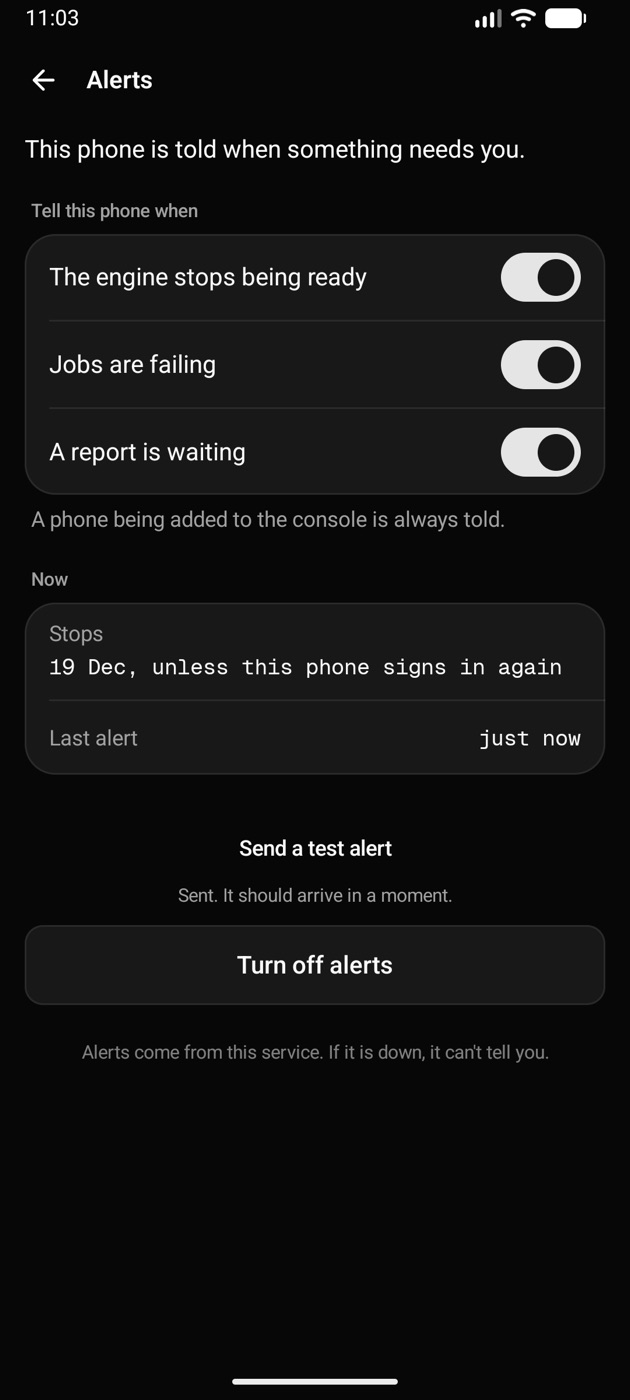 11:03
Alerts
This phone is told when something needs you.
Tell this phone when
The engine stops being ready
Jobs are failing
A report is waiting
A phone being added to the console is always told.
Now
Stops
19 Dec, unless this phone signs in again
Last alert just now
Send a test alert
Sent. It should arrive in a moment.
Turn off alerts
Alerts come from this service. If it is down, it can't tell you.